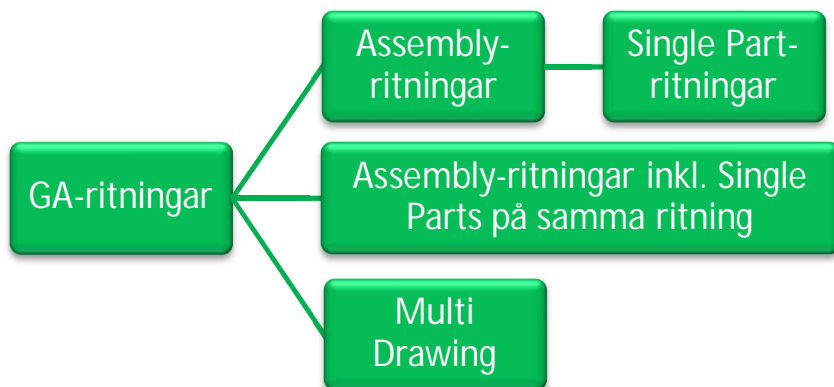 Assembly-
ritningar
Single Part-
ritningar
GA-ritningar
Assembly-ritningar inkl. Single
Parts på samma ritning
Multi
Drawing